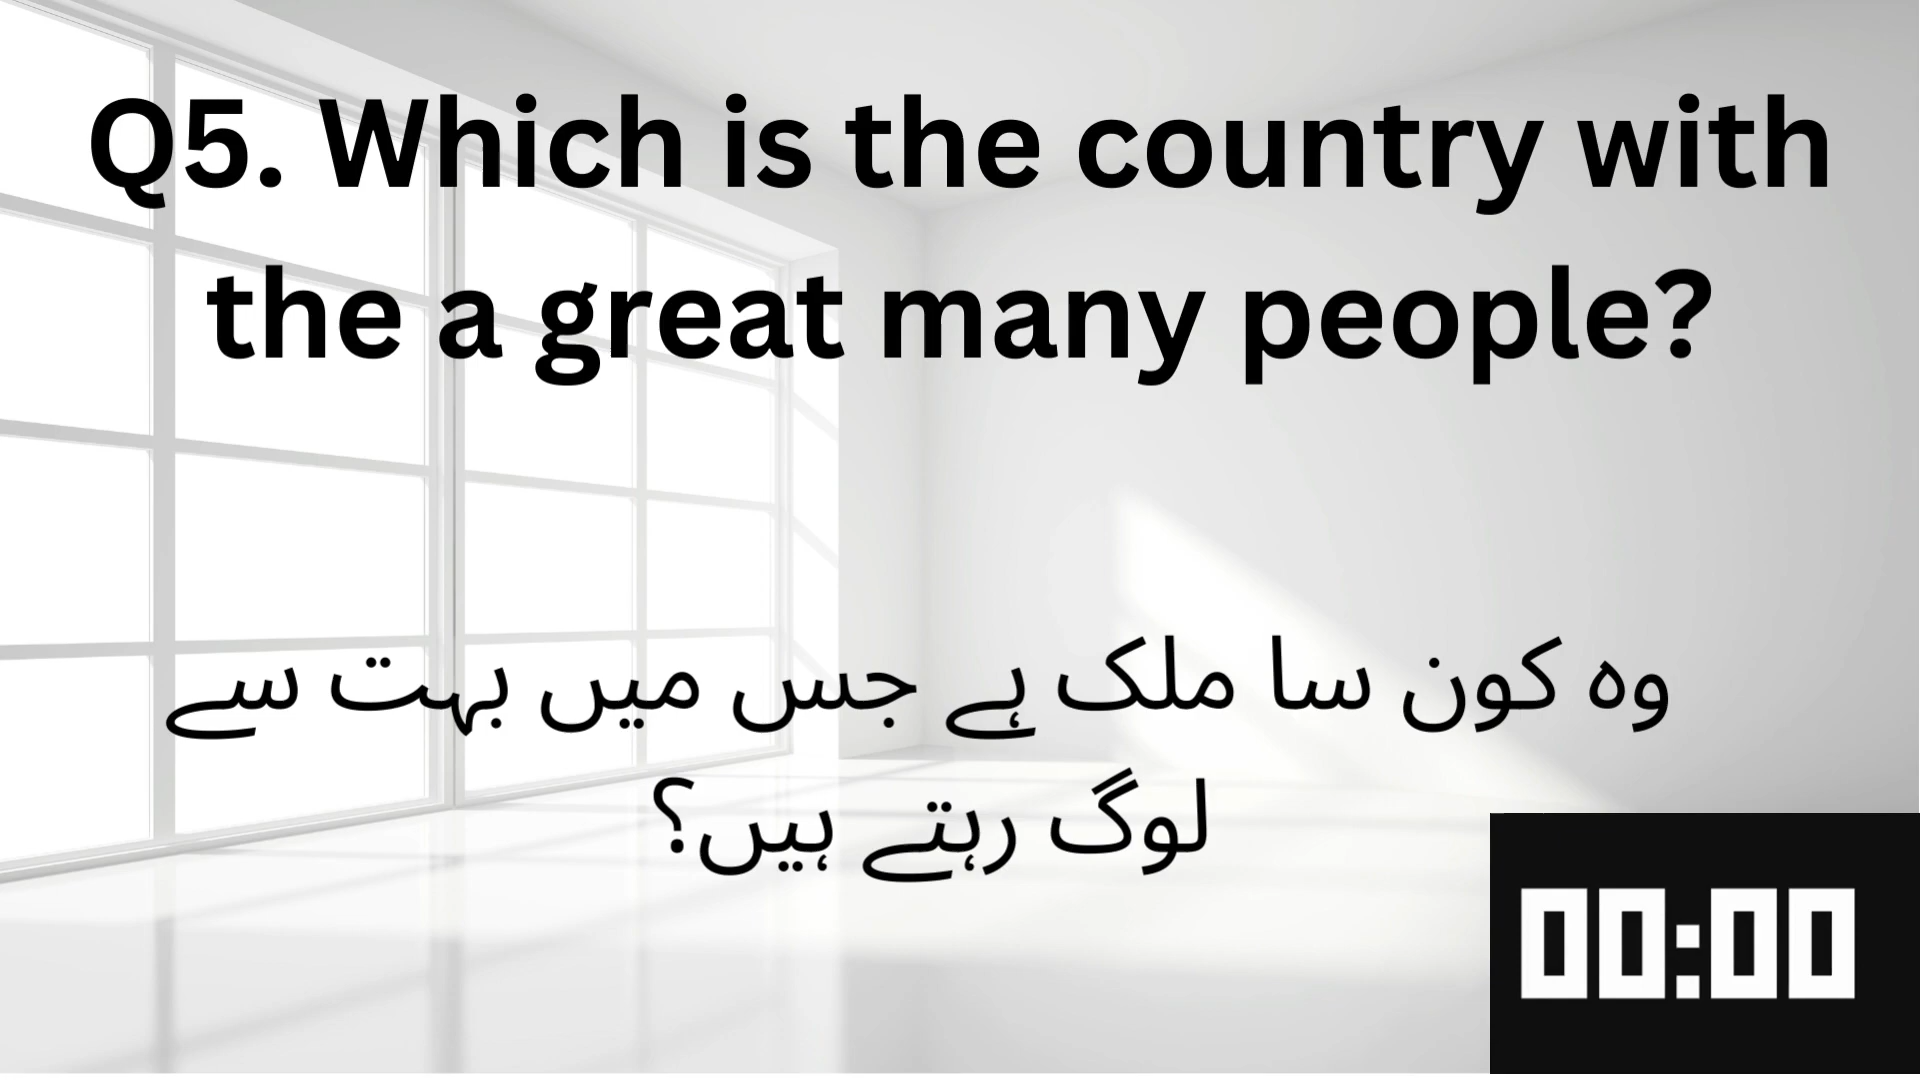 Q5. Which is the country with
the a great many people?
وہ کون سا ملک ہے جس میں بہت سے
لوگ رہتے ہیں؟
00:00